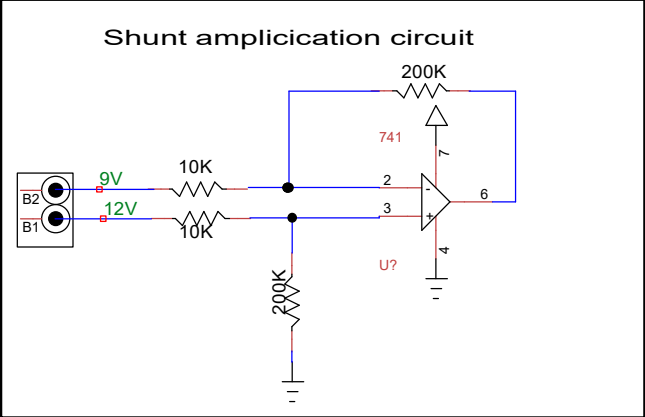 Shunt amplicication circuit
200K
741
7
10K
9V
2
-
B2
12V
3
+
6
B1
10K
4
U?
200K